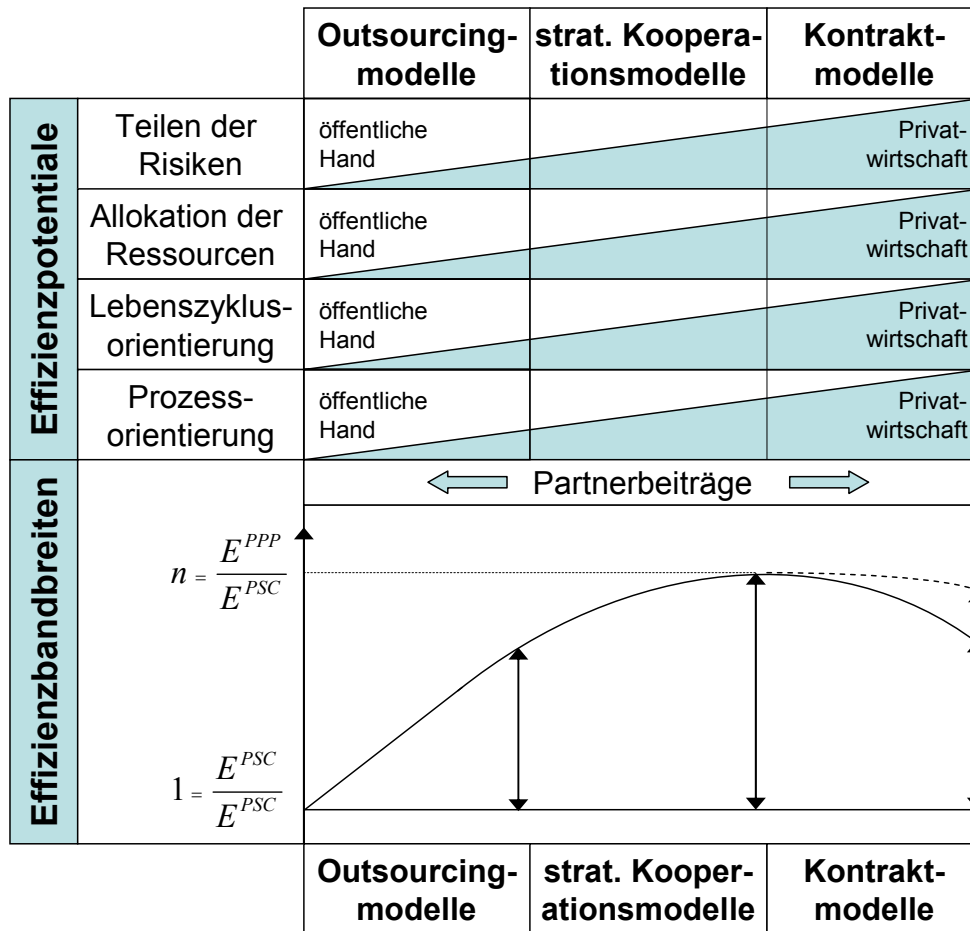 Outsourcing-
modelle
strat. Koopera-
tionsmodelle
Kontrakt-
modelle
Effizienzpotentiale
Teilen der
Risiken
öffentliche
Hand
Privat-
wirtschaft
Allokation der
Ressourcen
öffentliche
Hand
Privat-
wirtschaft
Lebenszyklus-
orientierung
öffentliche
Hand
Privat-
wirtschaft
Prozess-
orientierung
öffentliche
Hand
Privat-
wirtschaft
Effizienzbandbreiten
Partnerbeiträge
n = E^PPP / E^PSC
1 = E^PSC / E^PSC
Outsourcing-
modelle
strat. Kooper-
ationsmodelle
Kontrakt-
modelle